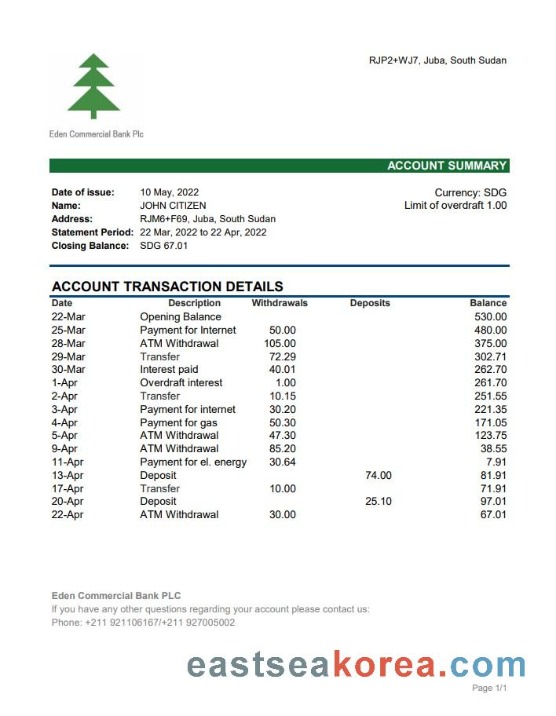 RJP2+WJ7, Juba, South Sudan
Eden Commercial Bank Plc
ACCOUNT SUMMARY
Date of issue: 10 May, 2022 Currency: SDG
Name: JOHN CITIZEN Limit of overdraft 1.00
Address: RJM6+F69, Juba, South Sudan
Statement Period: 22 Mar, 2022 to 22 Apr, 2022
Closing Balance: SDG 67.01
ACCOUNT TRANSACTION DETAILS
Date Description Withdrawals Deposits Balance
22-Mar Opening Balance 530.00
25-Mar Payment for Internet 50.00 480.00
28-Mar ATM Withdrawal 105.00 375.00
29-Mar Transfer 72.29 302.71
30-Mar Interest paid 40.01 262.70
1-Apr Overdraft interest 1.00 261.70
2-Apr Transfer 10.15 251.55
3-Apr Payment for internet 30.20 221.35
4-Apr Payment for gas 50.30 171.05
5-Apr ATM Withdrawal 47.30 123.75
9-Apr ATM Withdrawal 85.20 38.55
11-Apr Payment for el. energy 30.64 7.91
13-Apr Deposit 74.00 81.91
17-Apr Transfer 10.00 71.91
20-Apr Deposit 25.10 97.01
22-Apr ATM Withdrawal 30.00 67.01
Eden Commercial Bank PLC
If you have any other questions regarding your account please contact us:
Phone: +211 921106167/+211 927005002
eastseakorea.com
Page 1/1